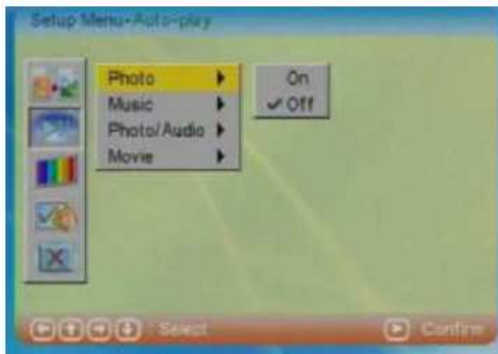 Setup Menu-Auto-play
Photo
On
Music
Off
Photo/Audio
Movie
: Select
: Confirm